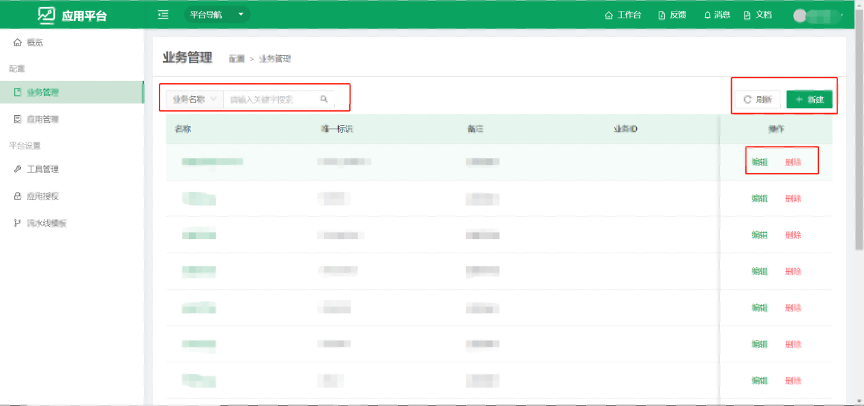 应用平台 平台导航 工作台 反馈 消息 文档
概览
配置
业务管理
应用管理
平台设置
工具管理
应用授权
流水线模板
业务管理 配置 > 业务管理
业务名称 请输入关键字搜索 刷新 + 新建
名称 唯一标识 备注 业务ID 操作
编辑 删除
编辑 删除
编辑 删除
编辑 删除
编辑 删除
编辑 删除
编辑 删除